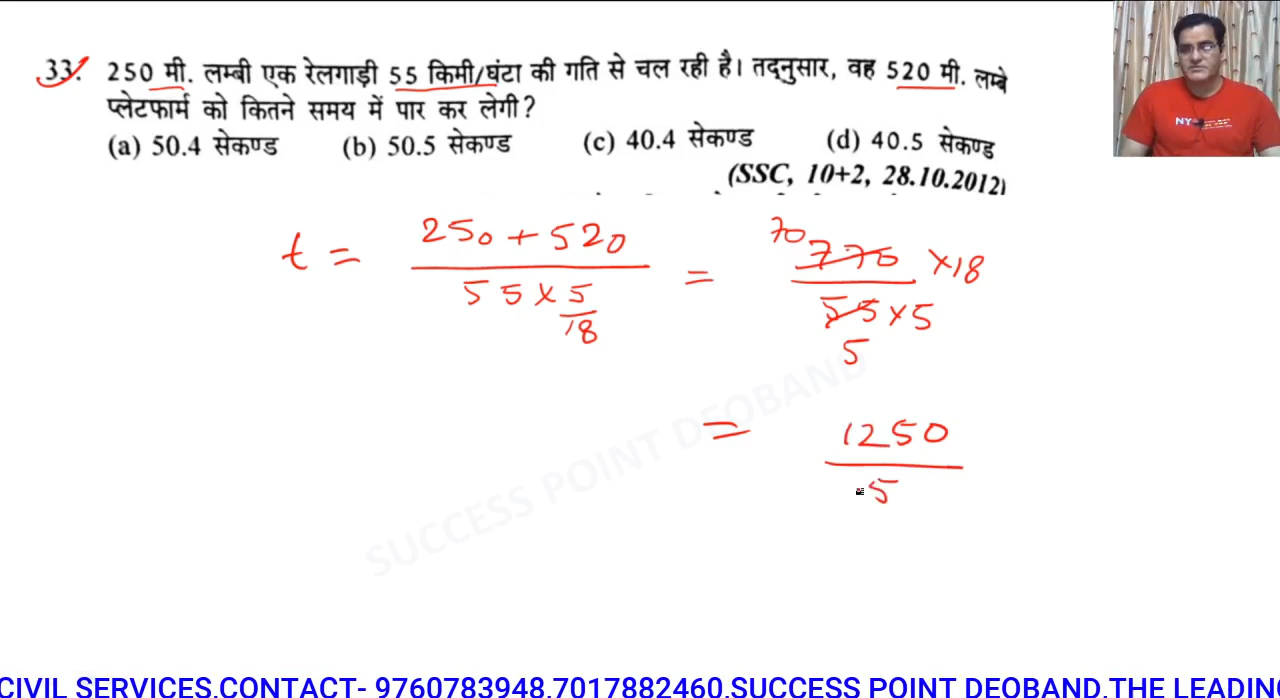 33. 250 मी. लम्बी एक रेलगाड़ी 55 किमी/घंटा की गति से चल रही है। तद्नुसार, वह 520 मी. लम्बे
प्लेटफार्म को कितने समय में पार कर लेगी?
(a) 50.4 सेकण्ड (b) 50.5 सेकण्ड (c) 40.4 सेकण्ड (d) 40.5 सेकण्ड
(SSC, 10+2, 28.10.2012)
t = 250 + 520 / 55 × 5/18 = 770 × 18 / 55 × 5
70
5
= 1250 / 5
SUCCESS POINT DEOBAND
CIVIL SERVICES.CONTACT- 9760783948,7017882460,SUCCESS POINT DEOBAND,THE LEADING